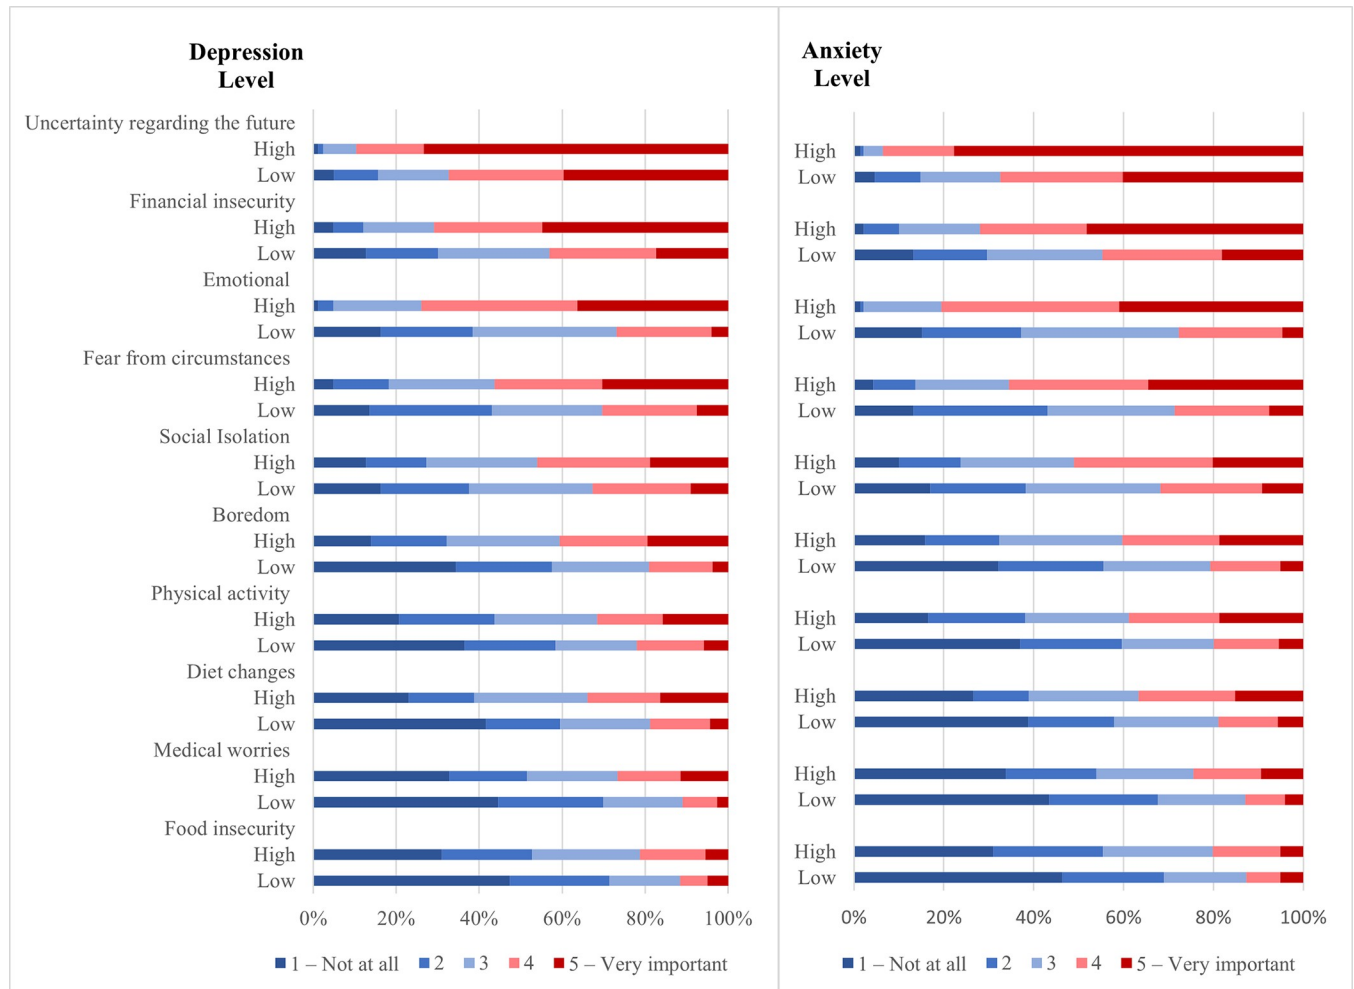 Depression
Level
Uncertainty regarding the future
High
Low
Financial insecurity
High
Low
Emotional
High
Low
Fear from circumstances
High
Low
Social Isolation
High
Low
Boredom
High
Low
Physical activity
High
Low
Diet changes
High
Low
Medical worries
High
Low
Food insecurity
High
Low
0% 20% 40% 60% 80% 100%
1 – Not at all 2 3 4 5 – Very important
Anxiety
Level
High
Low
High
Low
High
Low
High
Low
High
Low
High
Low
High
Low
High
Low
High
Low
High
Low
0% 20% 40% 60% 80% 100%
1 – Not at all 2 3 4 5 – Very important